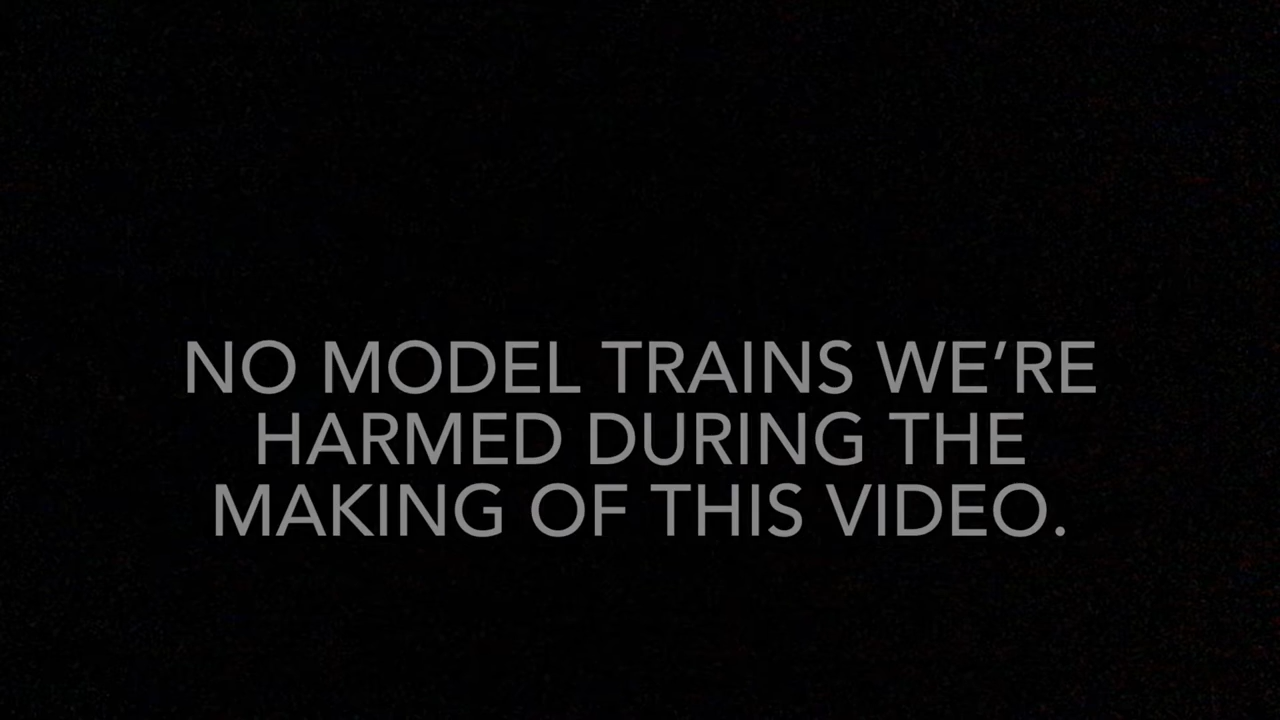 NO MODEL TRAINS WE’RE
HARMED DURING THE
MAKING OF THIS VIDEO.